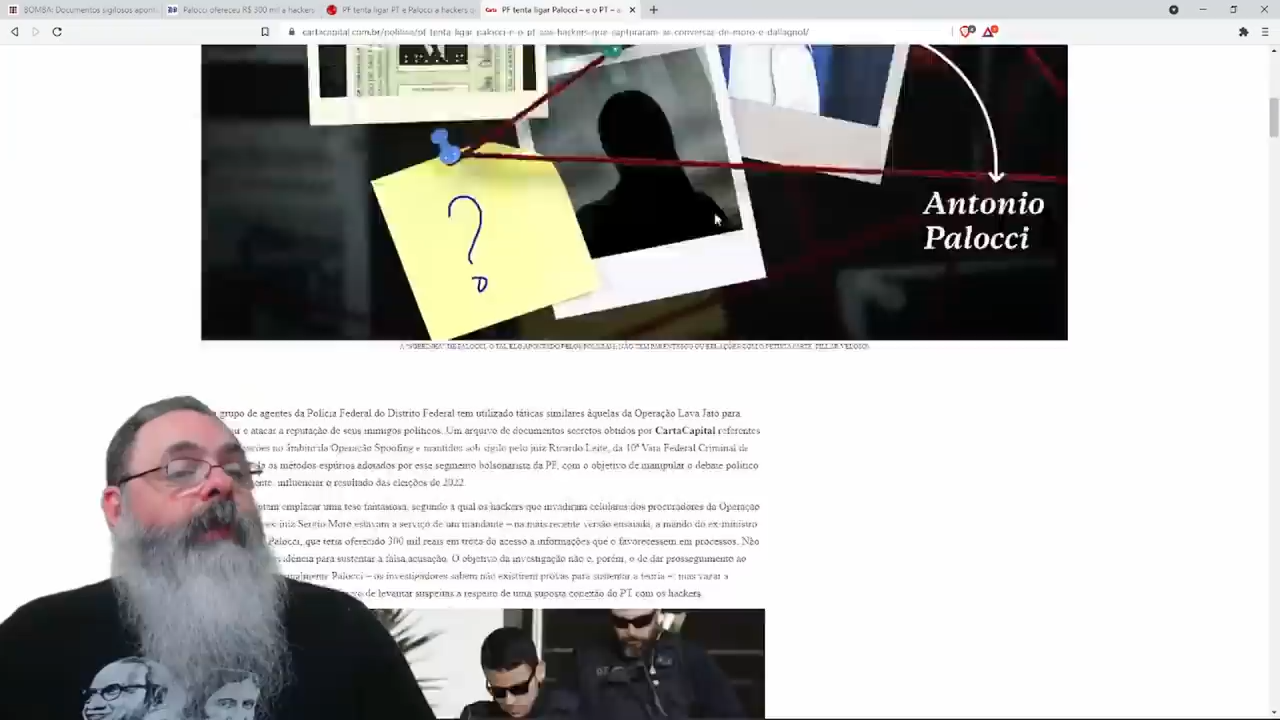 BOMBA: Documentos sigilosos apont
Palocci ofereceu R$ 300 mil a hackers
PF tenta ligar PT e Palocci a hackers o
PF tenta ligar Palocci – e o PT – a
cartacapital.com.br/politica/pf-tenta-ligar-palocci-e-o-pt-aos-hackers-que-capturaram-as-conversas-de-moro-e-dallagnol/
?
Antonio
Palocci
grupo de agentes da Polícia Federal do Distrito Federal tem utilizado táticas similares àquelas da Operação Lava Jato para
e atacar a reputação de seus inimigos políticos. Um arquivo de documentos secretos obtidos por CartaCapital referentes
no âmbito da Operação Spoofing e mantidos sob sigilo pelo juiz Ricardo Leite, da 10ª Vara Federal Criminal de
os métodos espúrios adotados por esse segmento bolsonarista da PF, com o objetivo de manipular o debate político
influenciar o resultado das eleições de 2022.
emplacar uma tese fantasiosa, segundo a qual os hackers que invadiram celulares dos procuradores da Operação
juiz Sergio Moro estavam a serviço de um mandante – na mais recente versão ensaiada, a mando do ex-ministro
Palocci, que teria oferecido 300 mil reais em troca do acesso a informações que o favorecessem em processos. Não
para sustentar a falsa acusação. O objetivo da investigação não é, porém, o de dar prosseguimento ao
Palocci – os investigadores sabem não existirem provas para sustentar a teoria –, mas vazar a
de levantar suspeitas a respeito de uma suposta conexão do PT com os hackers.